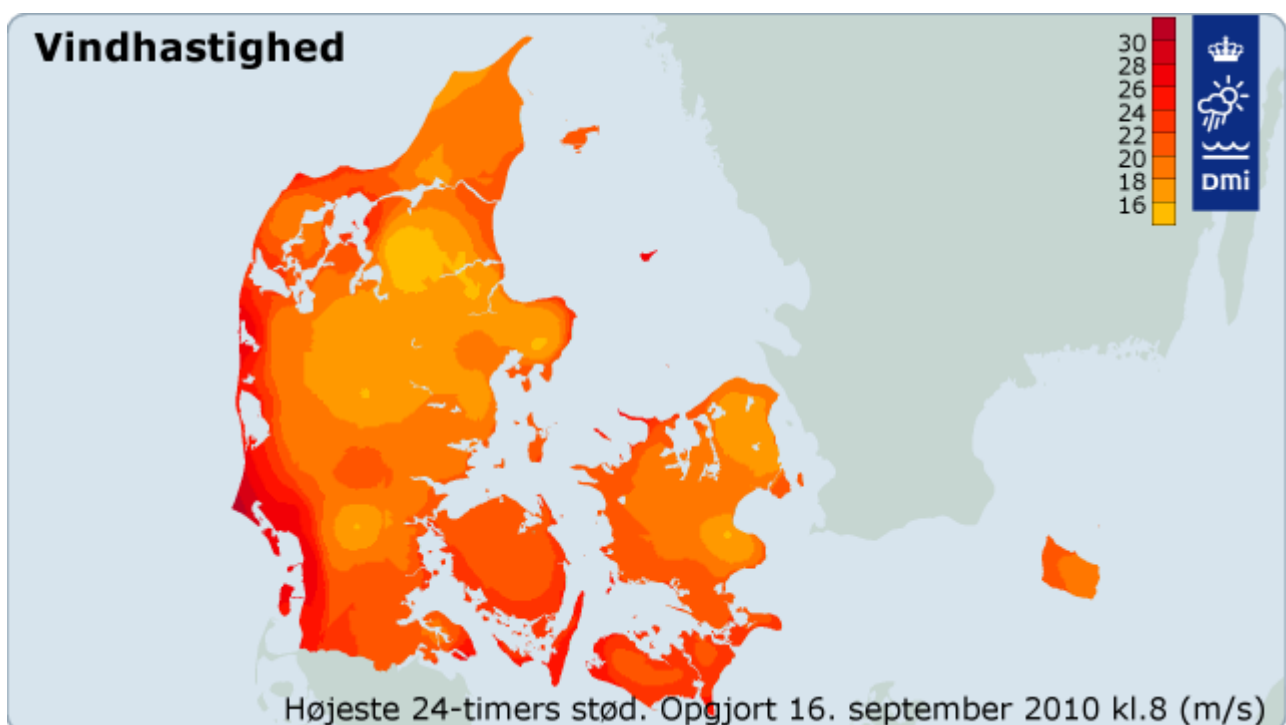 Vindhastighed
30
28
26
24
22
20
18
16
DMi
Højeste 24-timers stød. Opgjort 16. september 2010 kl.8 (m/s)